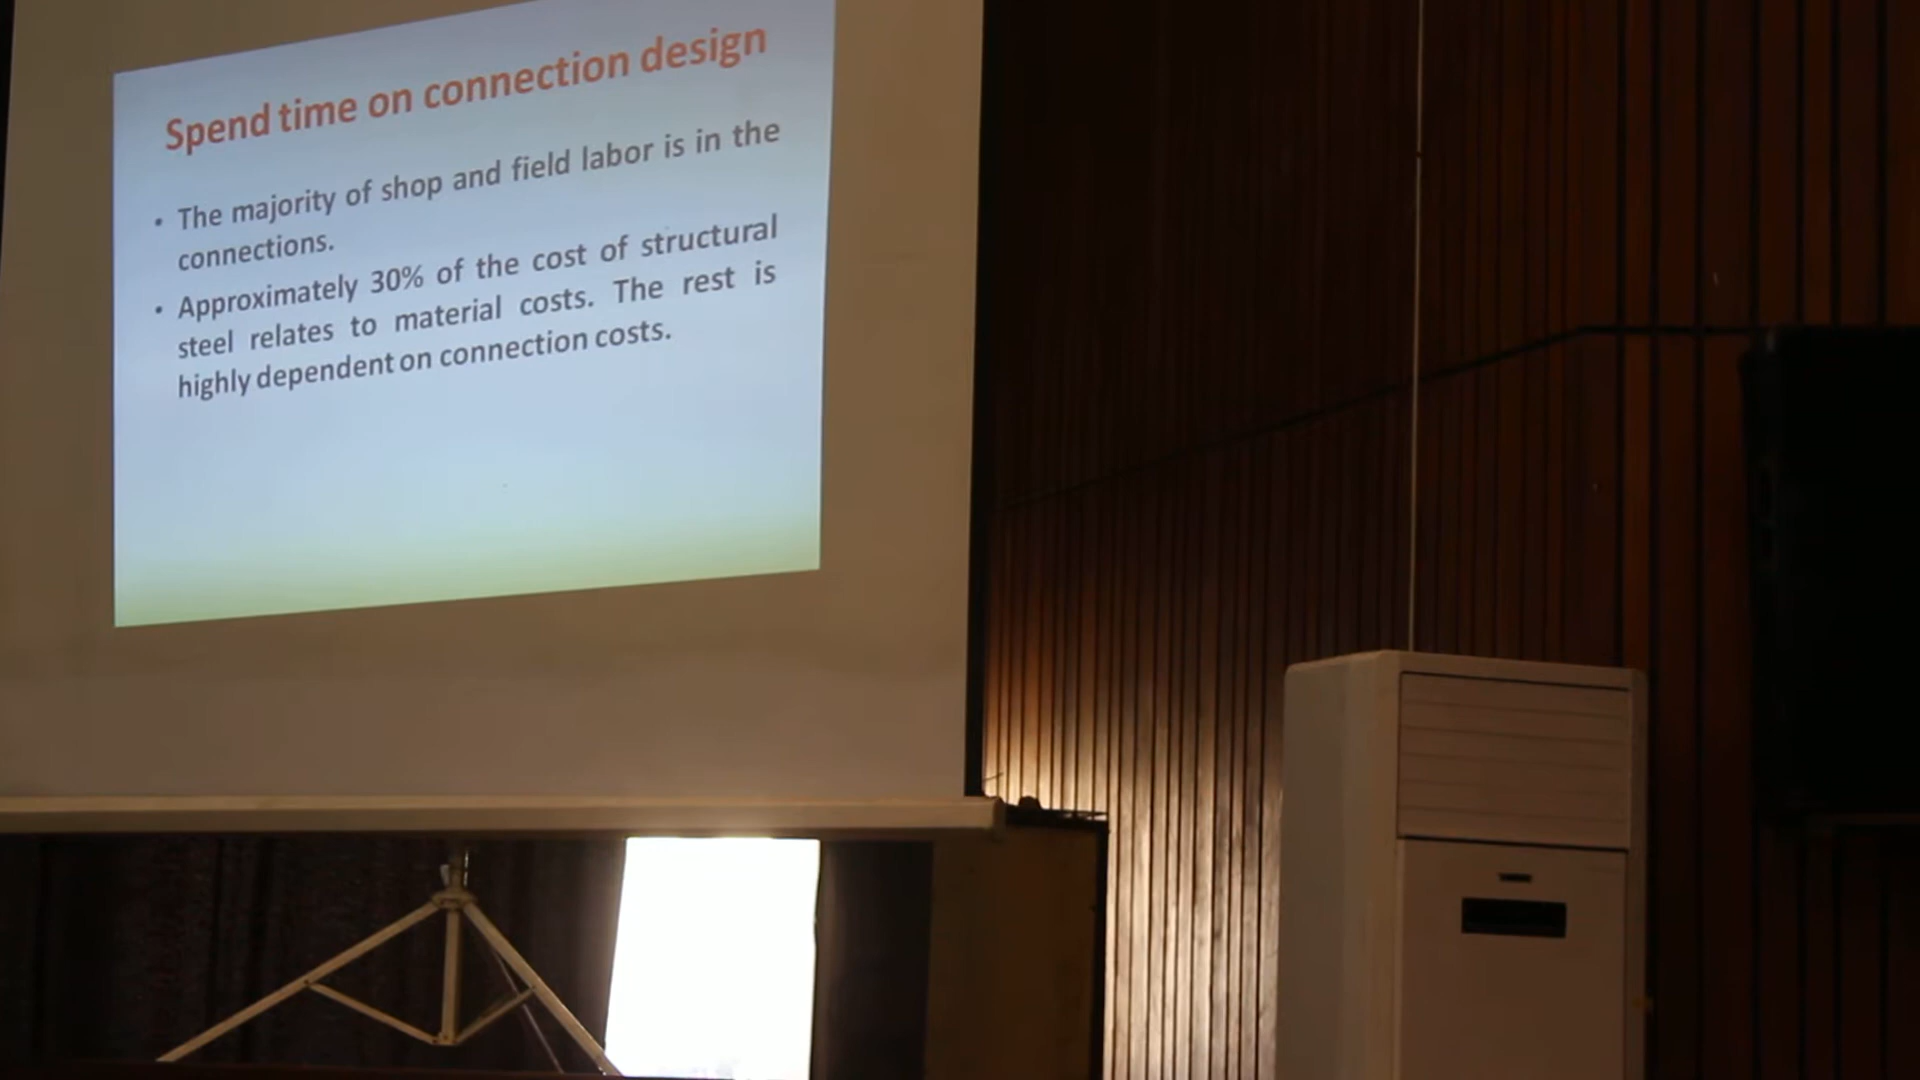 Spend time on connection design
• The majority of shop and field labor is in the
connections.
• Approximately 30% of the cost of structural
steel relates to material costs. The rest is
highly dependent on connection costs.